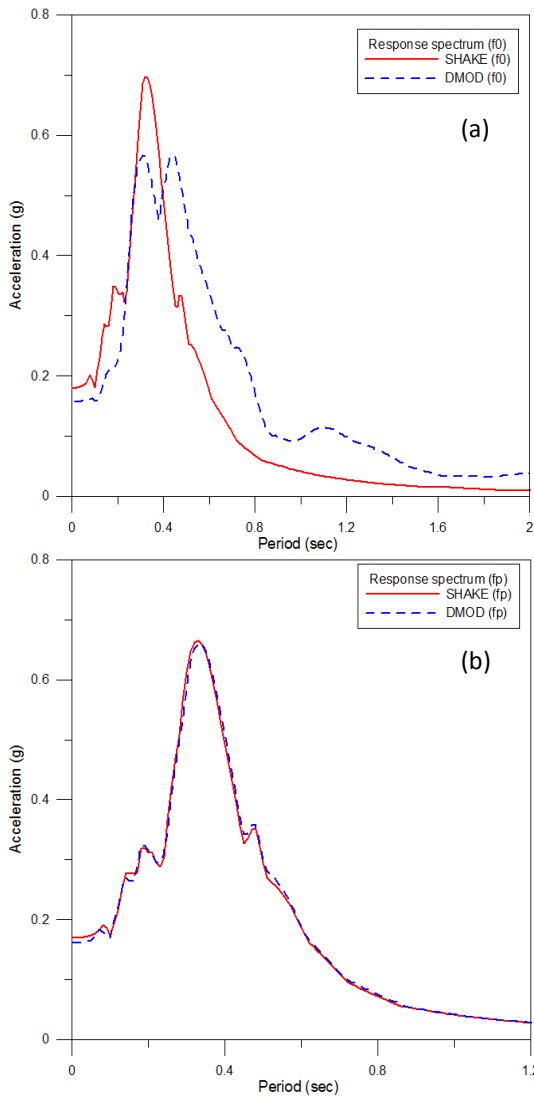 0.8
Response spectrum (f0)
SHAKE (f0)
DMOD (f0)
(a)
0.6
Acceleration (g)
0.4
0.2
0
0 0.4 0.8 1.2 1.6 2
Period (sec)
0.8
Response spectrum (fp)
SHAKE (fp)
DMOD (fp)
(b)
0.6
Acceleration (g)
0.4
0.2
0
0 0.4 0.8 1.2
Period (sec)